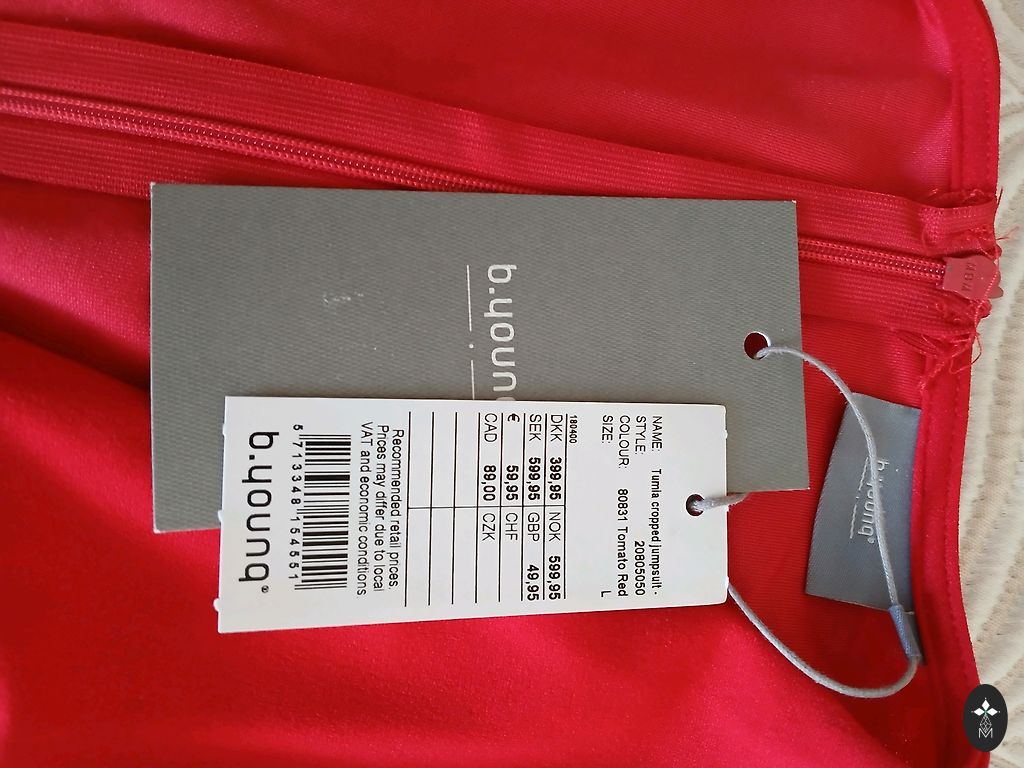 b.young
NAME: Tumla cropped jumpsuit -
STYLE: 20805050
COLOUR: 80831 Tomato Red
SIZE: L
180400
DKK 399,95 NOK 599,95
SEK 599,95 GBP 49,95
€ 59,95 CHF
CAD 89,00 CZK
Recommended retail prices.
Prices may differ due to local
VAT and economic conditions
5 713348 154551
b.young®
b.young®
M